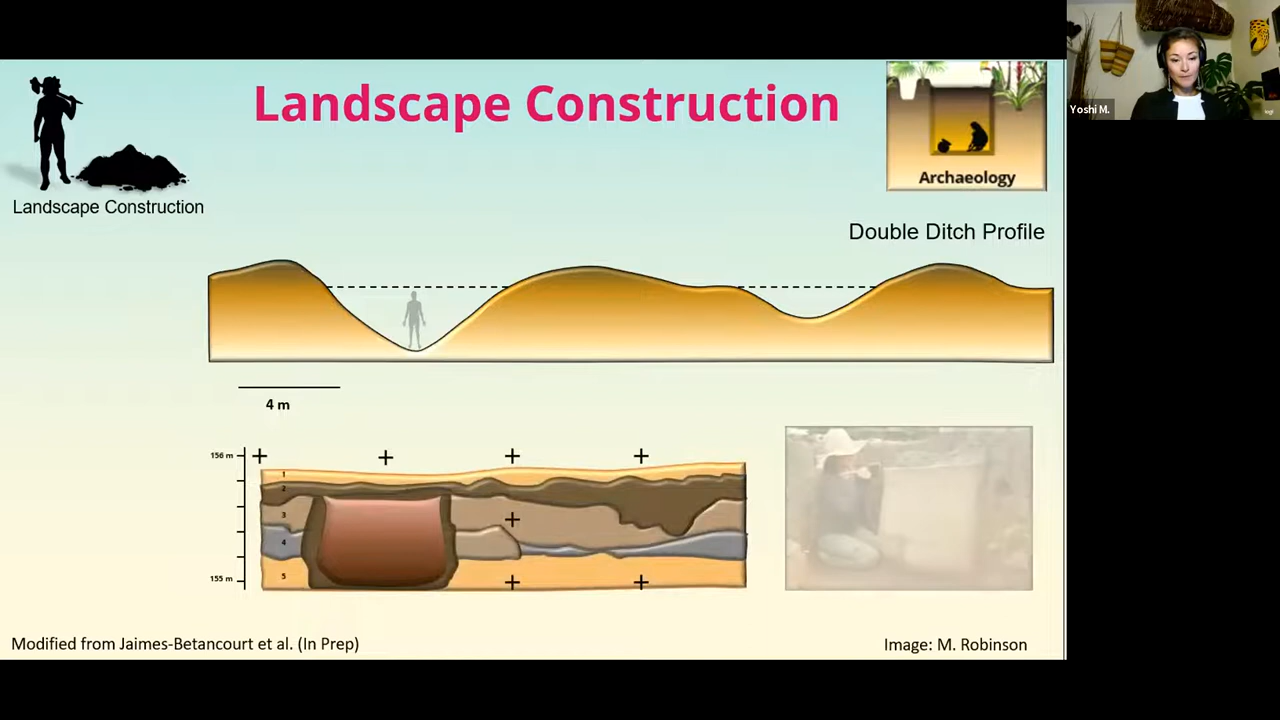 Landscape Construction
Yoshi M.
Archaeology
Landscape Construction
Double Ditch Profile
4 m
156 m
1
2
3
4
5
155 m
Modified from Jaimes-Betancourt et al. (In Prep)
Image: M. Robinson